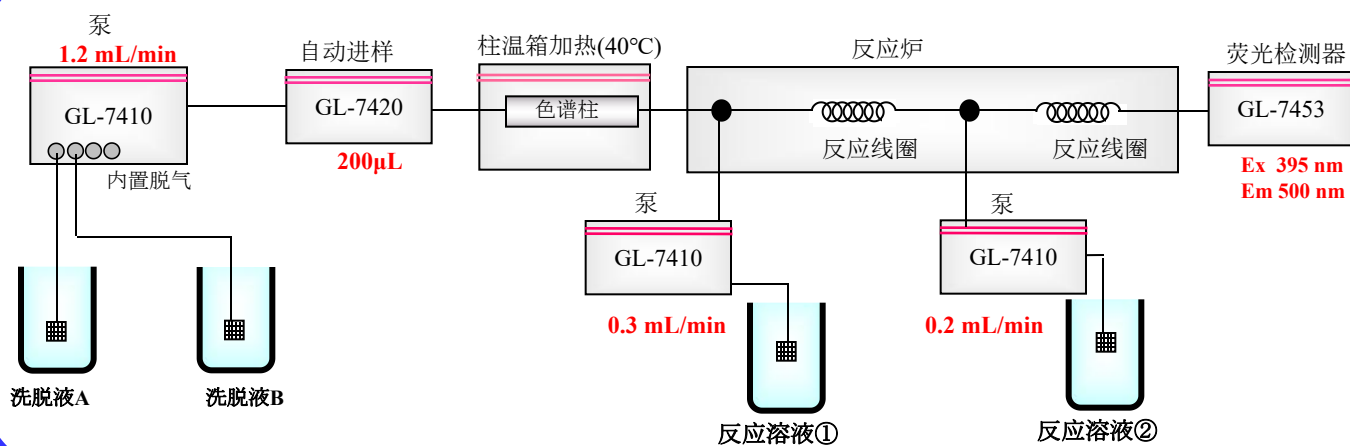 泵
1.2 mL/min
GL-7410
内置脱气
自动进样
GL-7420
200μL
柱温箱加热(40℃)
色谱柱
反应炉
反应线圈
反应线圈
荧光检测器
GL-7453
Ex 395 nm
Em 500 nm
泵
GL-7410
0.3 mL/min
泵
GL-7410
0.2 mL/min
洗脱液A
洗脱液B
反应溶液①
反应溶液②